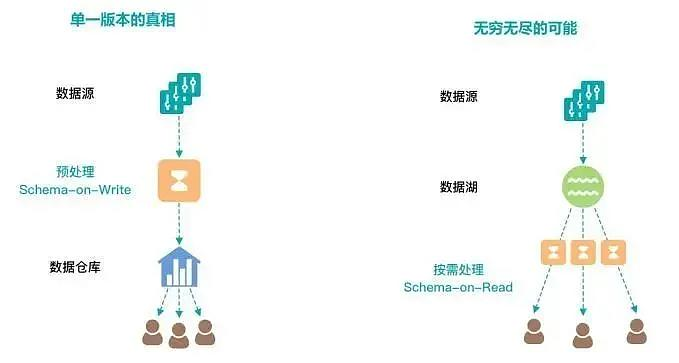 单一版本的真相
数据源
预处理
Schema-on-Write
数据仓库
无穷无尽的可能
数据源
数据湖
按需处理
Schema-on-Read